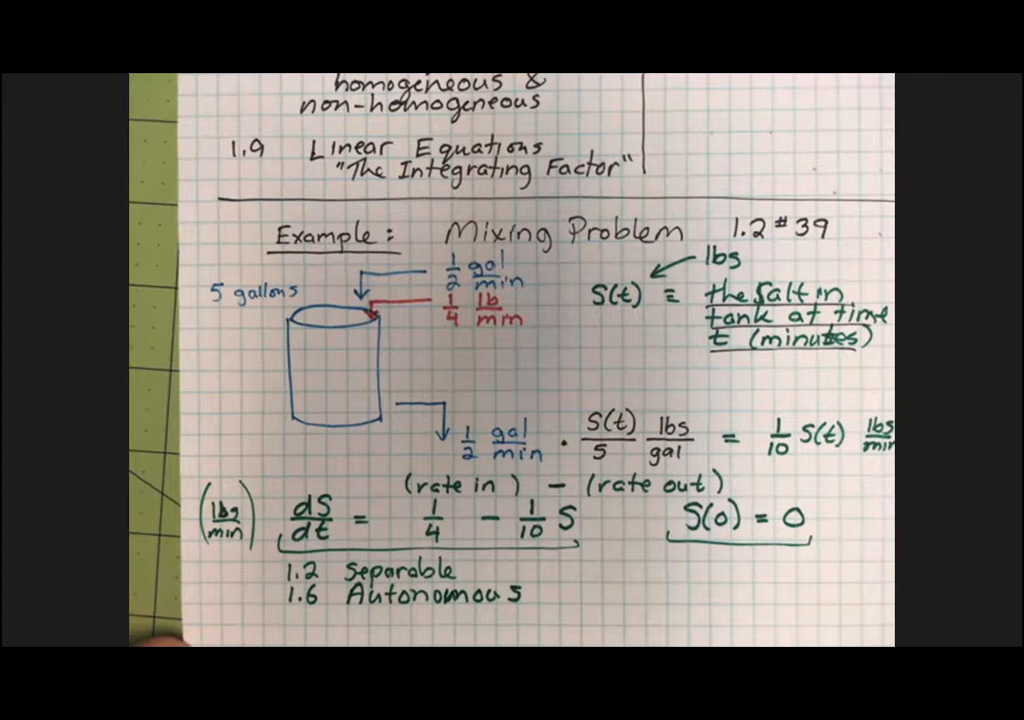 homogeneous &
non-homogeneous
1.9 Linear Equations
"The Integrating Factor"
Example: Mixing Problem 1.2 #39
5 gallons
1/2 gal/min
1/4 lb/min
lbs
S(t) ≡ the Salt in
tank at time
t (minutes)
1/2 gal/min · S(t)/5 lbs/gal = 1/10 S(t) lbs/min
(rate in) - (rate out)
(lbs/min) dS/dt = 1/4 - 1/10 S S(0) = 0
1.2 Separable
1.6 Autonomous